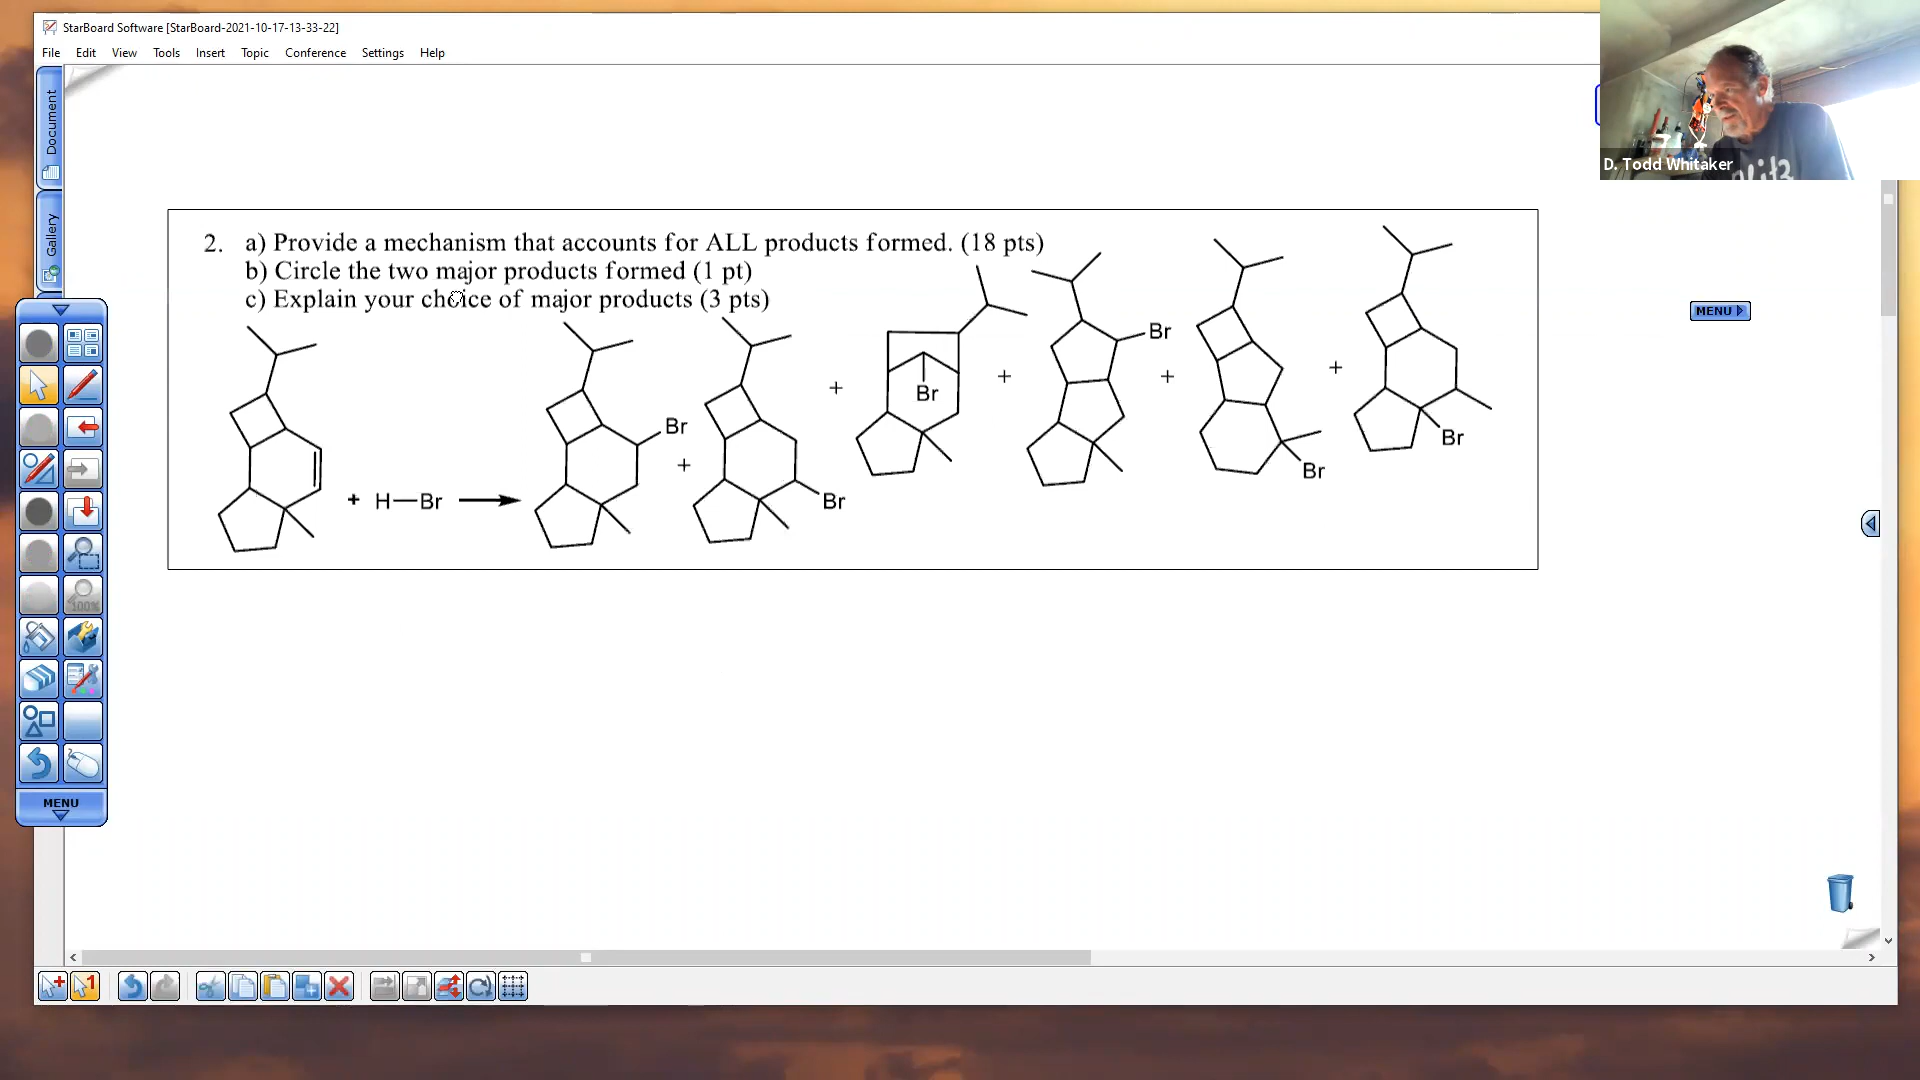 StarBoard Software [StarBoard-2021-10-17-13-33-22]
File Edit View Tools Insert Topic Conference Settings Help
Document
Gallery
D. Todd Whitaker
MENU
2. a) Provide a mechanism that accounts for ALL products formed. (18 pts)
b) Circle the two major products formed (1 pt)
c) Explain your choice of major products (3 pts)
+ H—Br
Br
+
Br
+
Br
+
Br
+
Br
+
Br
100%
MENU
1